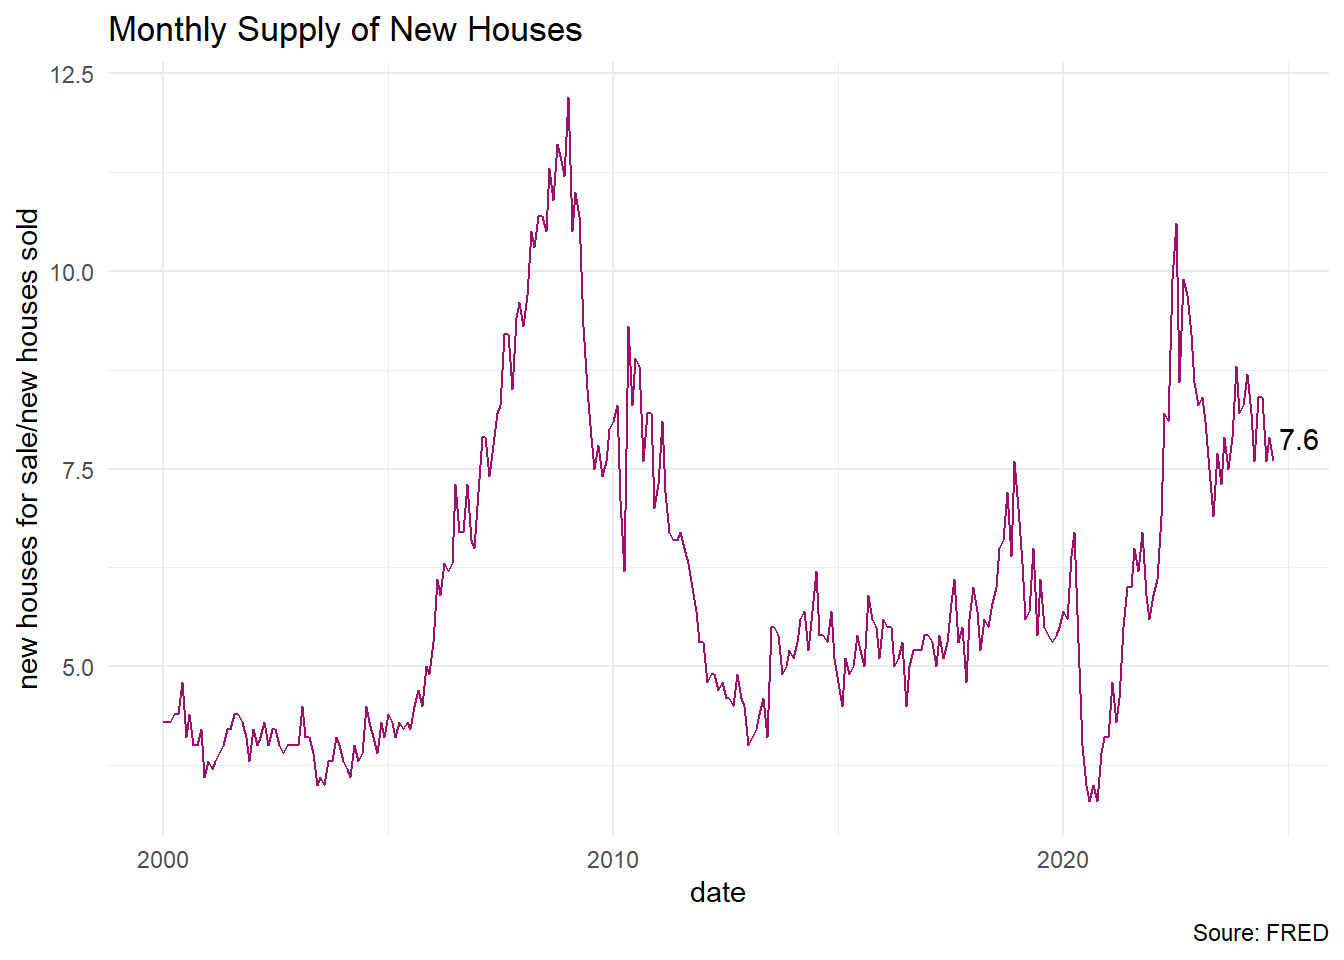 Monthly Supply of New Houses
new houses for sale/new houses sold
12.5
10.0
7.5
5.0
7.6
2000
2010
2020
date
Soure: FRED